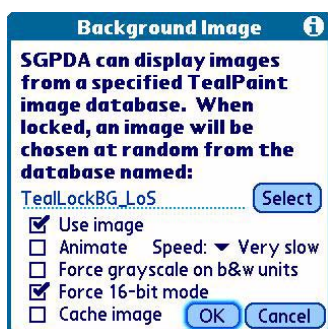 Background Image i
SGPDA can display images
from a specified TealPaint
image database. When
locked, an image will be
chosen at random from the
database named:
TealLockBG_LoS Select
Use image
Animate Speed: Very slow
Force grayscale on b&w units
Force 16-bit mode
Cache image OK Cancel